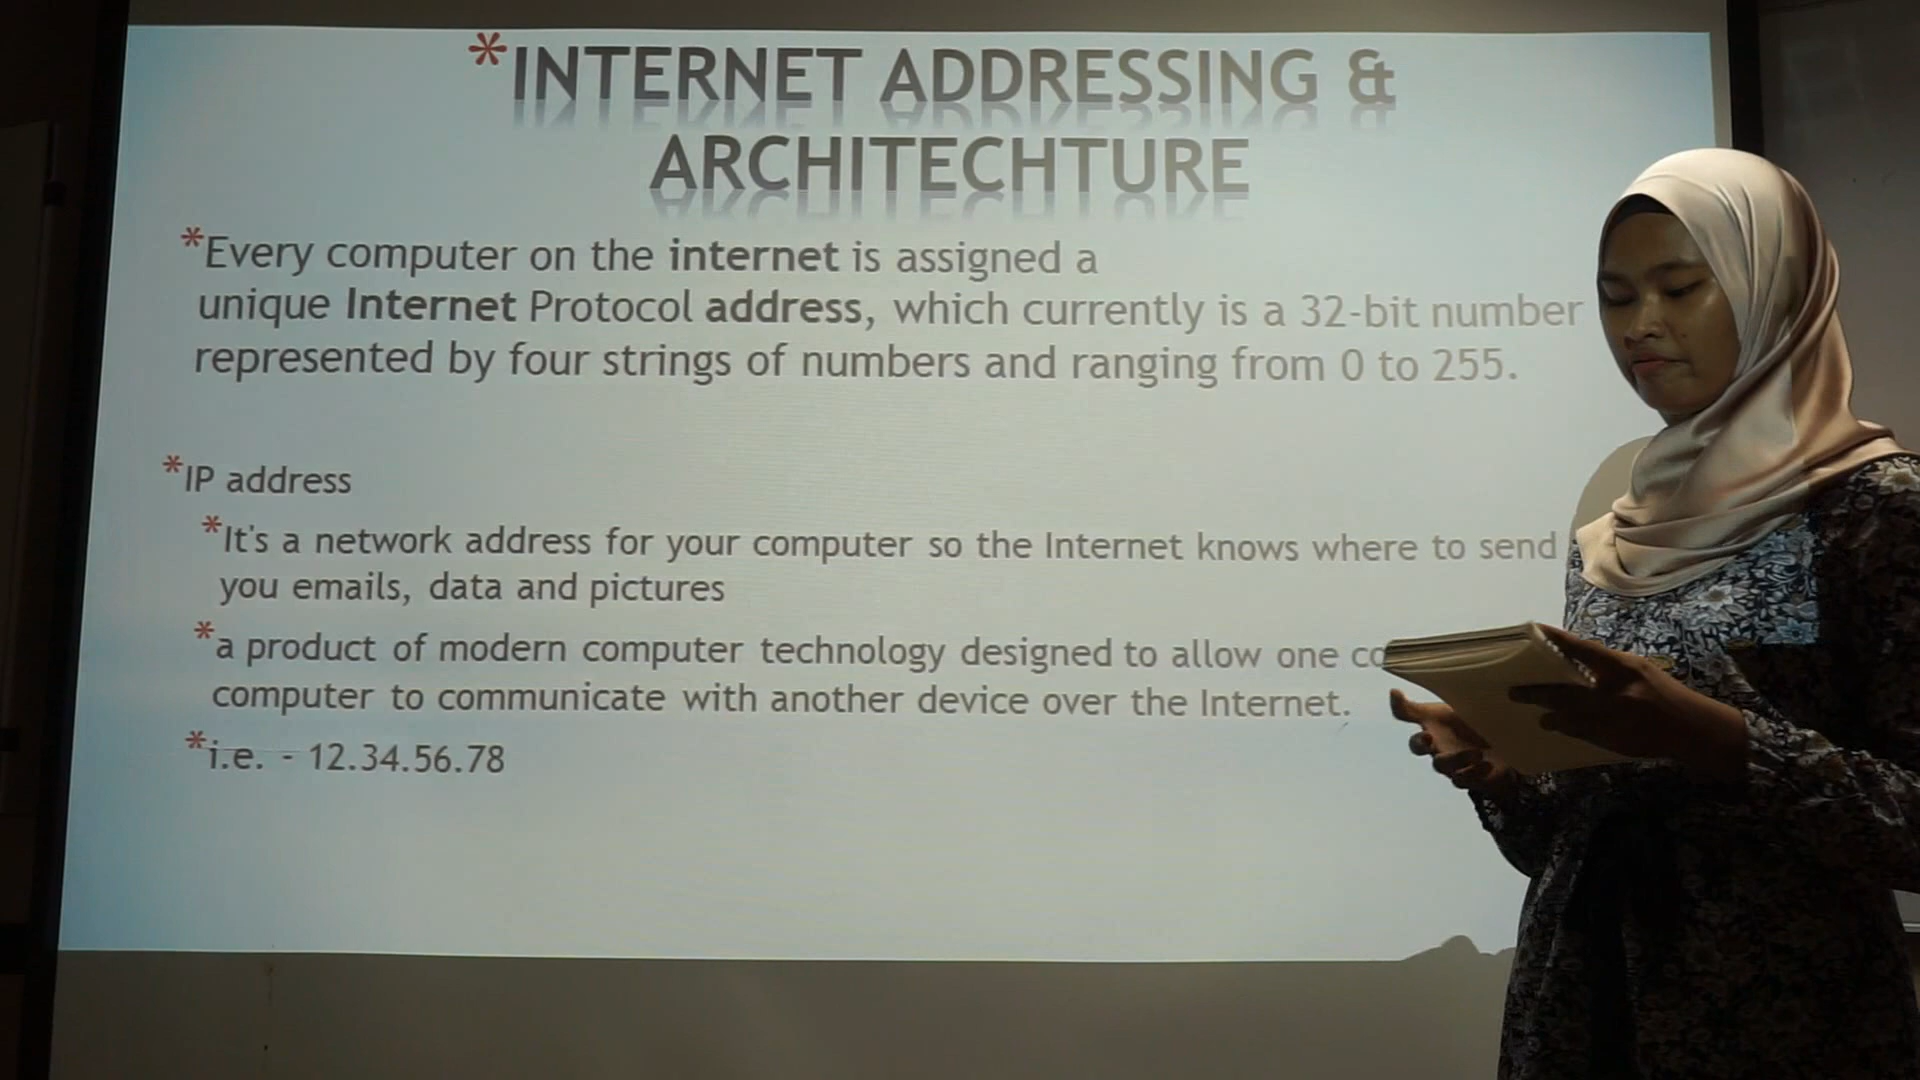 *INTERNET ADDRESSING &
ARCHITECHTURE
*Every computer on the internet is assigned a
unique Internet Protocol address, which currently is a 32-bit number
represented by four strings of numbers and ranging from 0 to 255.
*IP address
*It's a network address for your computer so the Internet knows where to send
you emails, data and pictures
*a product of modern computer technology designed to allow one
computer to communicate with another device over the Internet.
*i.e. - 12.34.56.78